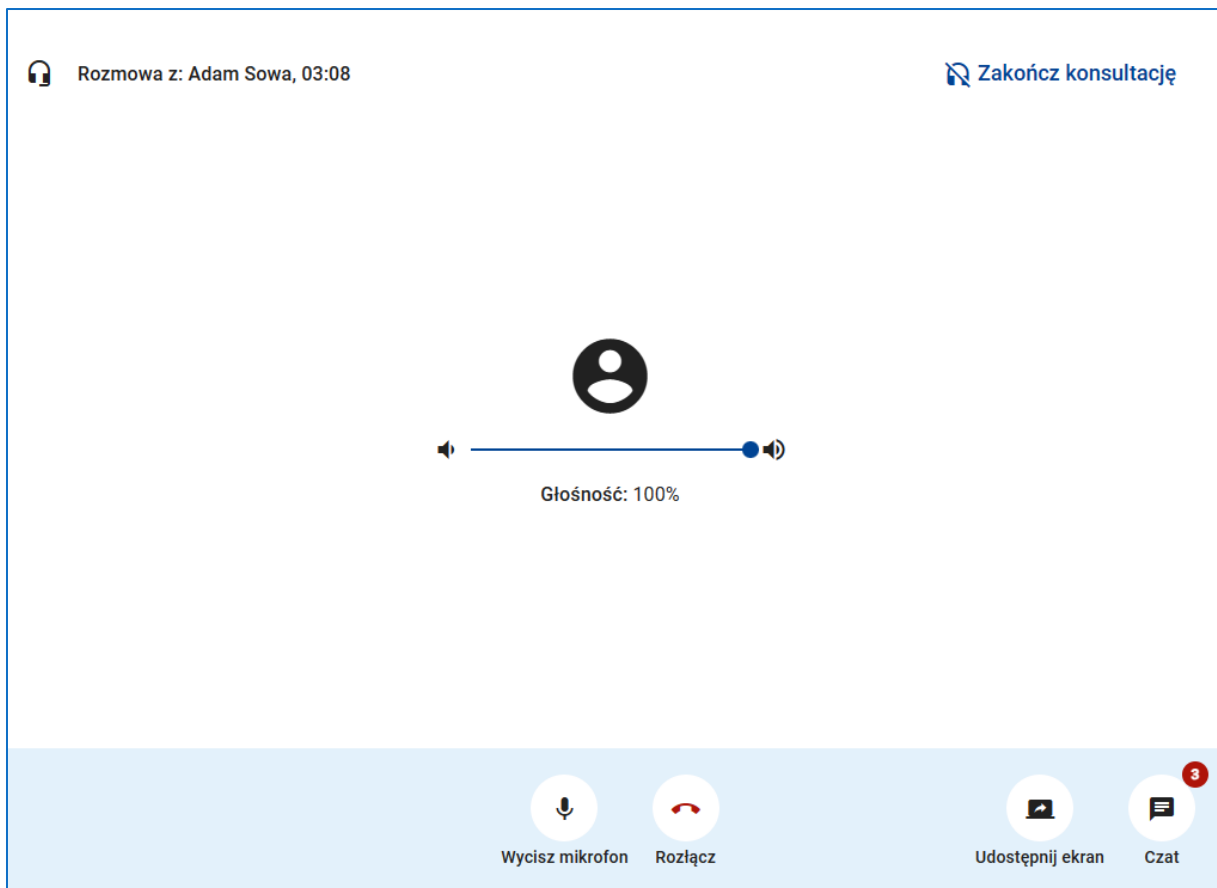 Rozmowa z: Adam Sowa, 03:08
Zakończ konsultację
Głośność: 100%
3
Wycisz mikrofon
Rozłącz
Udostępnij ekran
Czat